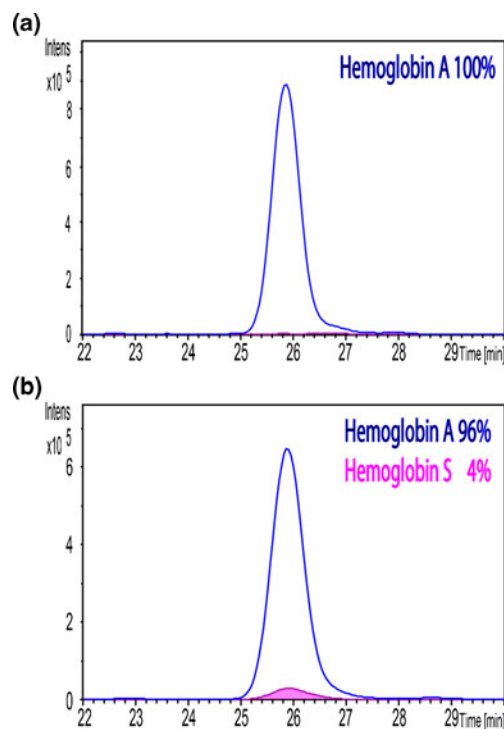 (a)
Intens
x10 5
Hemoglobin A 100%
8
6
4
2
0
22 23 24 25 26 27 28 29 Time [min]
(b)
Intens
x10 5
Hemoglobin A 96%
Hemoglobin S 4%
6
4
2
0
22 23 24 25 26 27 28 29 Time [min]